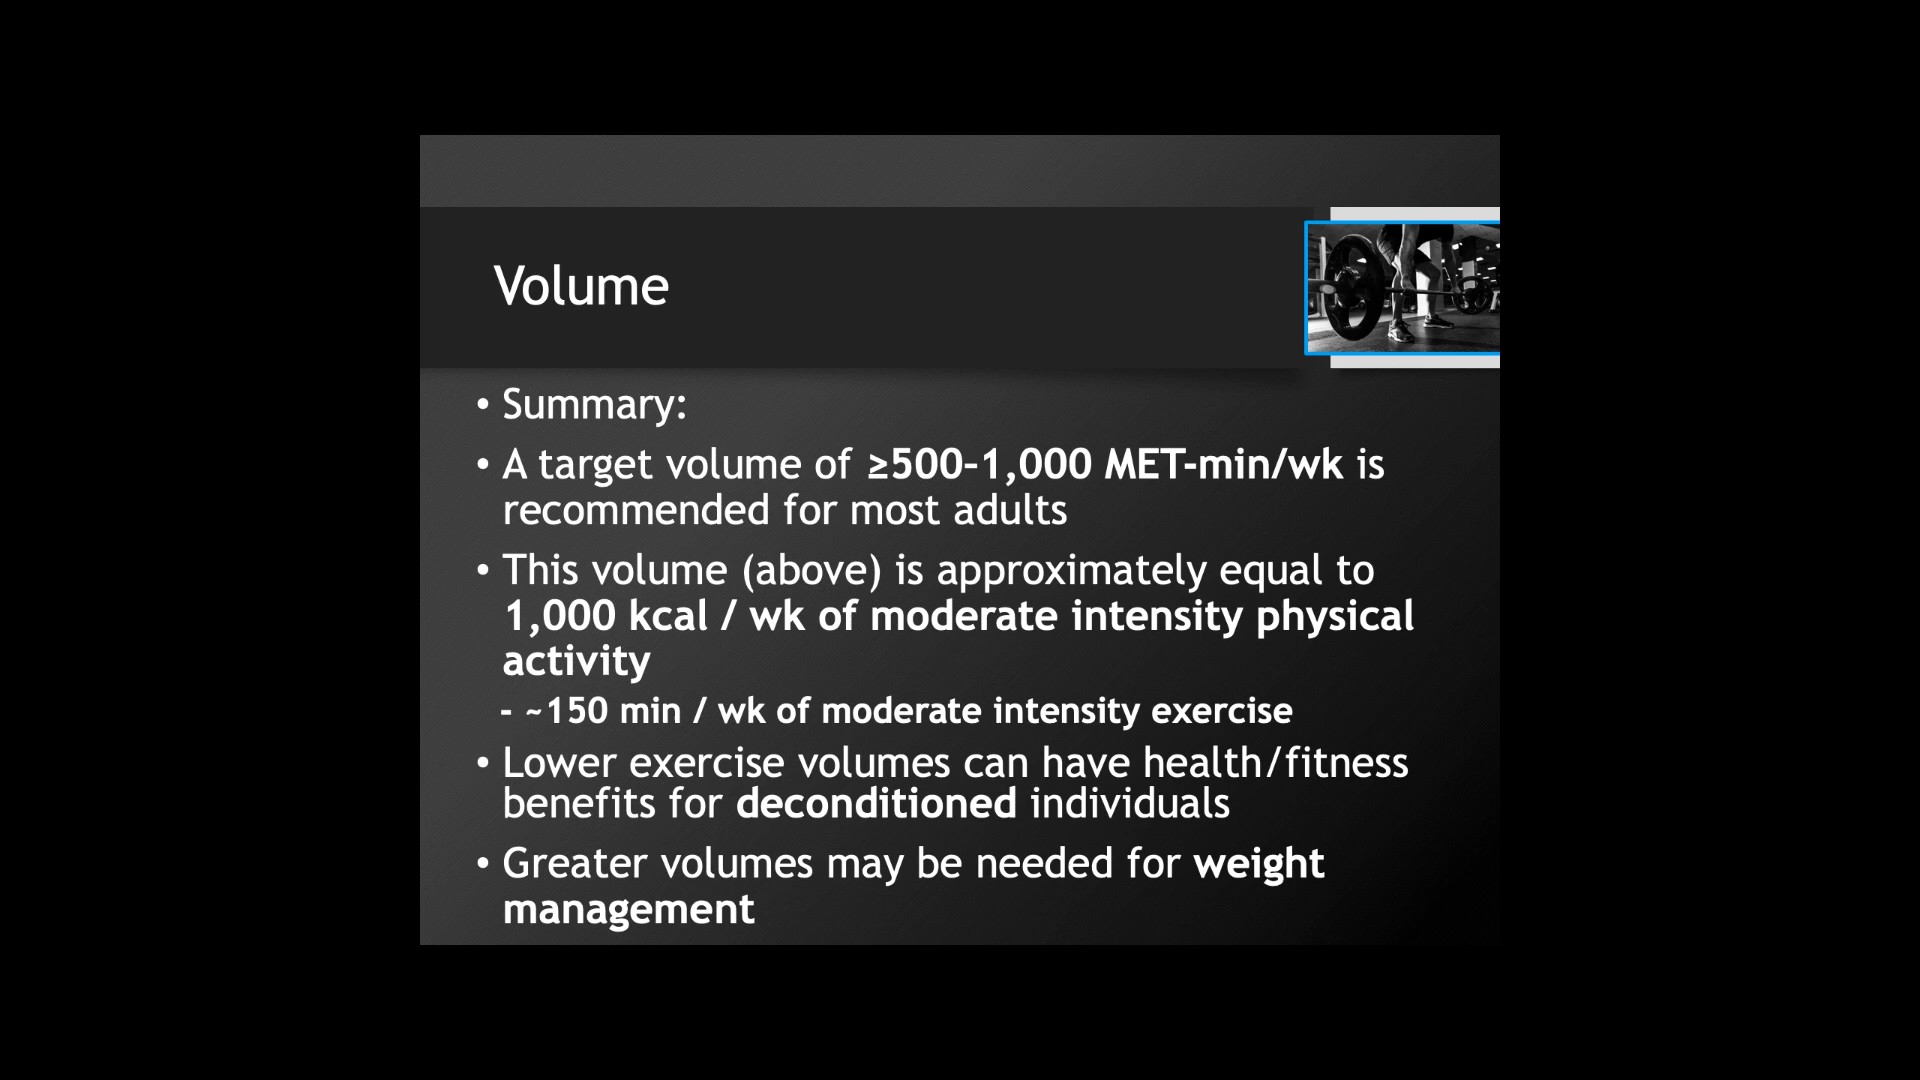 Volume
• Summary:
• A target volume of ≥500–1,000 MET-min/wk is
recommended for most adults
• This volume (above) is approximately equal to
1,000 kcal / wk of moderate intensity physical
activity
- ~150 min / wk of moderate intensity exercise
• Lower exercise volumes can have health/fitness
benefits for deconditioned individuals
• Greater volumes may be needed for weight
management